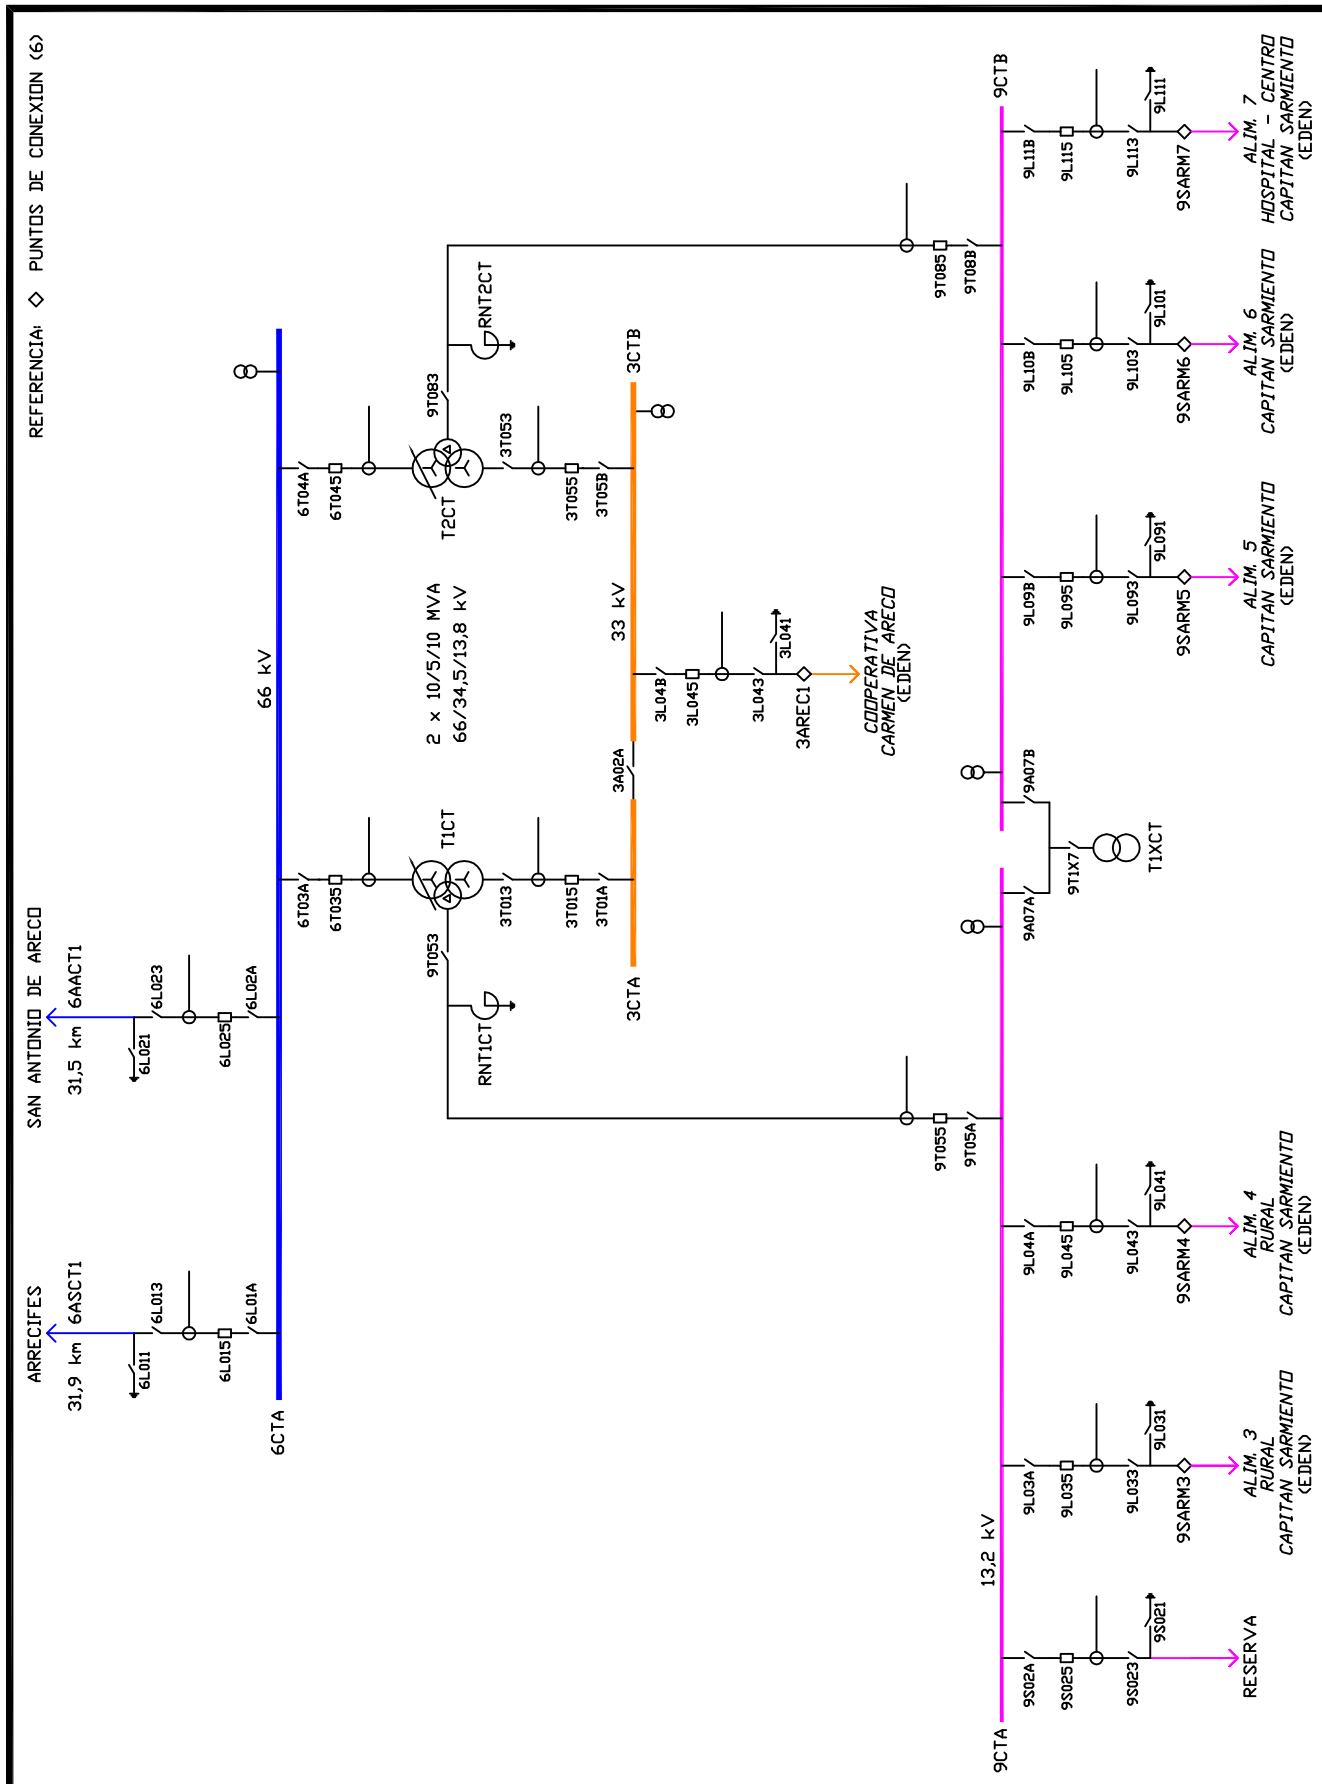 REFERENCIA: ◇ PUNTOS DE CONEXION (6)
ARRECIFES
31,9 km 6ASCT1
6L011
6L013
6L015
6L01A
SAN ANTONIO DE ARECO
31,5 km 6AACT1
6L021
6L023
6L025
6L02A
6CTA
66 kV
6T03A
6T035
T1CT
9T053
RNT1CT
3T013
3T015
3T01A
2 x 10/5/10 MVA
66/34,5/13,8 kV
6T04A
6T045
T2CT
9T083
RNT2CT
3T053
3T055
3T05B
3CTA
3A02A
33 kV
3CTB
3L04B
3L045
3L043
3L041
3AREC1
COOPERATIVA
CARMEN DE ARECO
(EDEN)
9T055
9T05A
9T085
9T08B
9CTA
13,2 kV
9CTB
9S02A
9S025
9S023
9S021
RESERVA
9L03A
9L035
9L033
9L031
9SARM3
ALIM. 3
RURAL
CAPITAN SARMIENTO
(EDEN)
9L04A
9L045
9L043
9L041
9SARM4
ALIM. 4
RURAL
CAPITAN SARMIENTO
(EDEN)
9A07A
9A07B
9T1X7
T1XCT
9L09B
9L095
9L093
9L091
9SARM5
ALIM. 5
CAPITAN SARMIENTO
(EDEN)
9L10B
9L105
9L103
9L101
9SARM6
ALIM. 6
CAPITAN SARMIENTO
(EDEN)
9L11B
9L115
9L113
9L111
9SARM7
ALIM. 7
HOSPITAL - CENTRO
CAPITAN SARMIENTO
(EDEN)